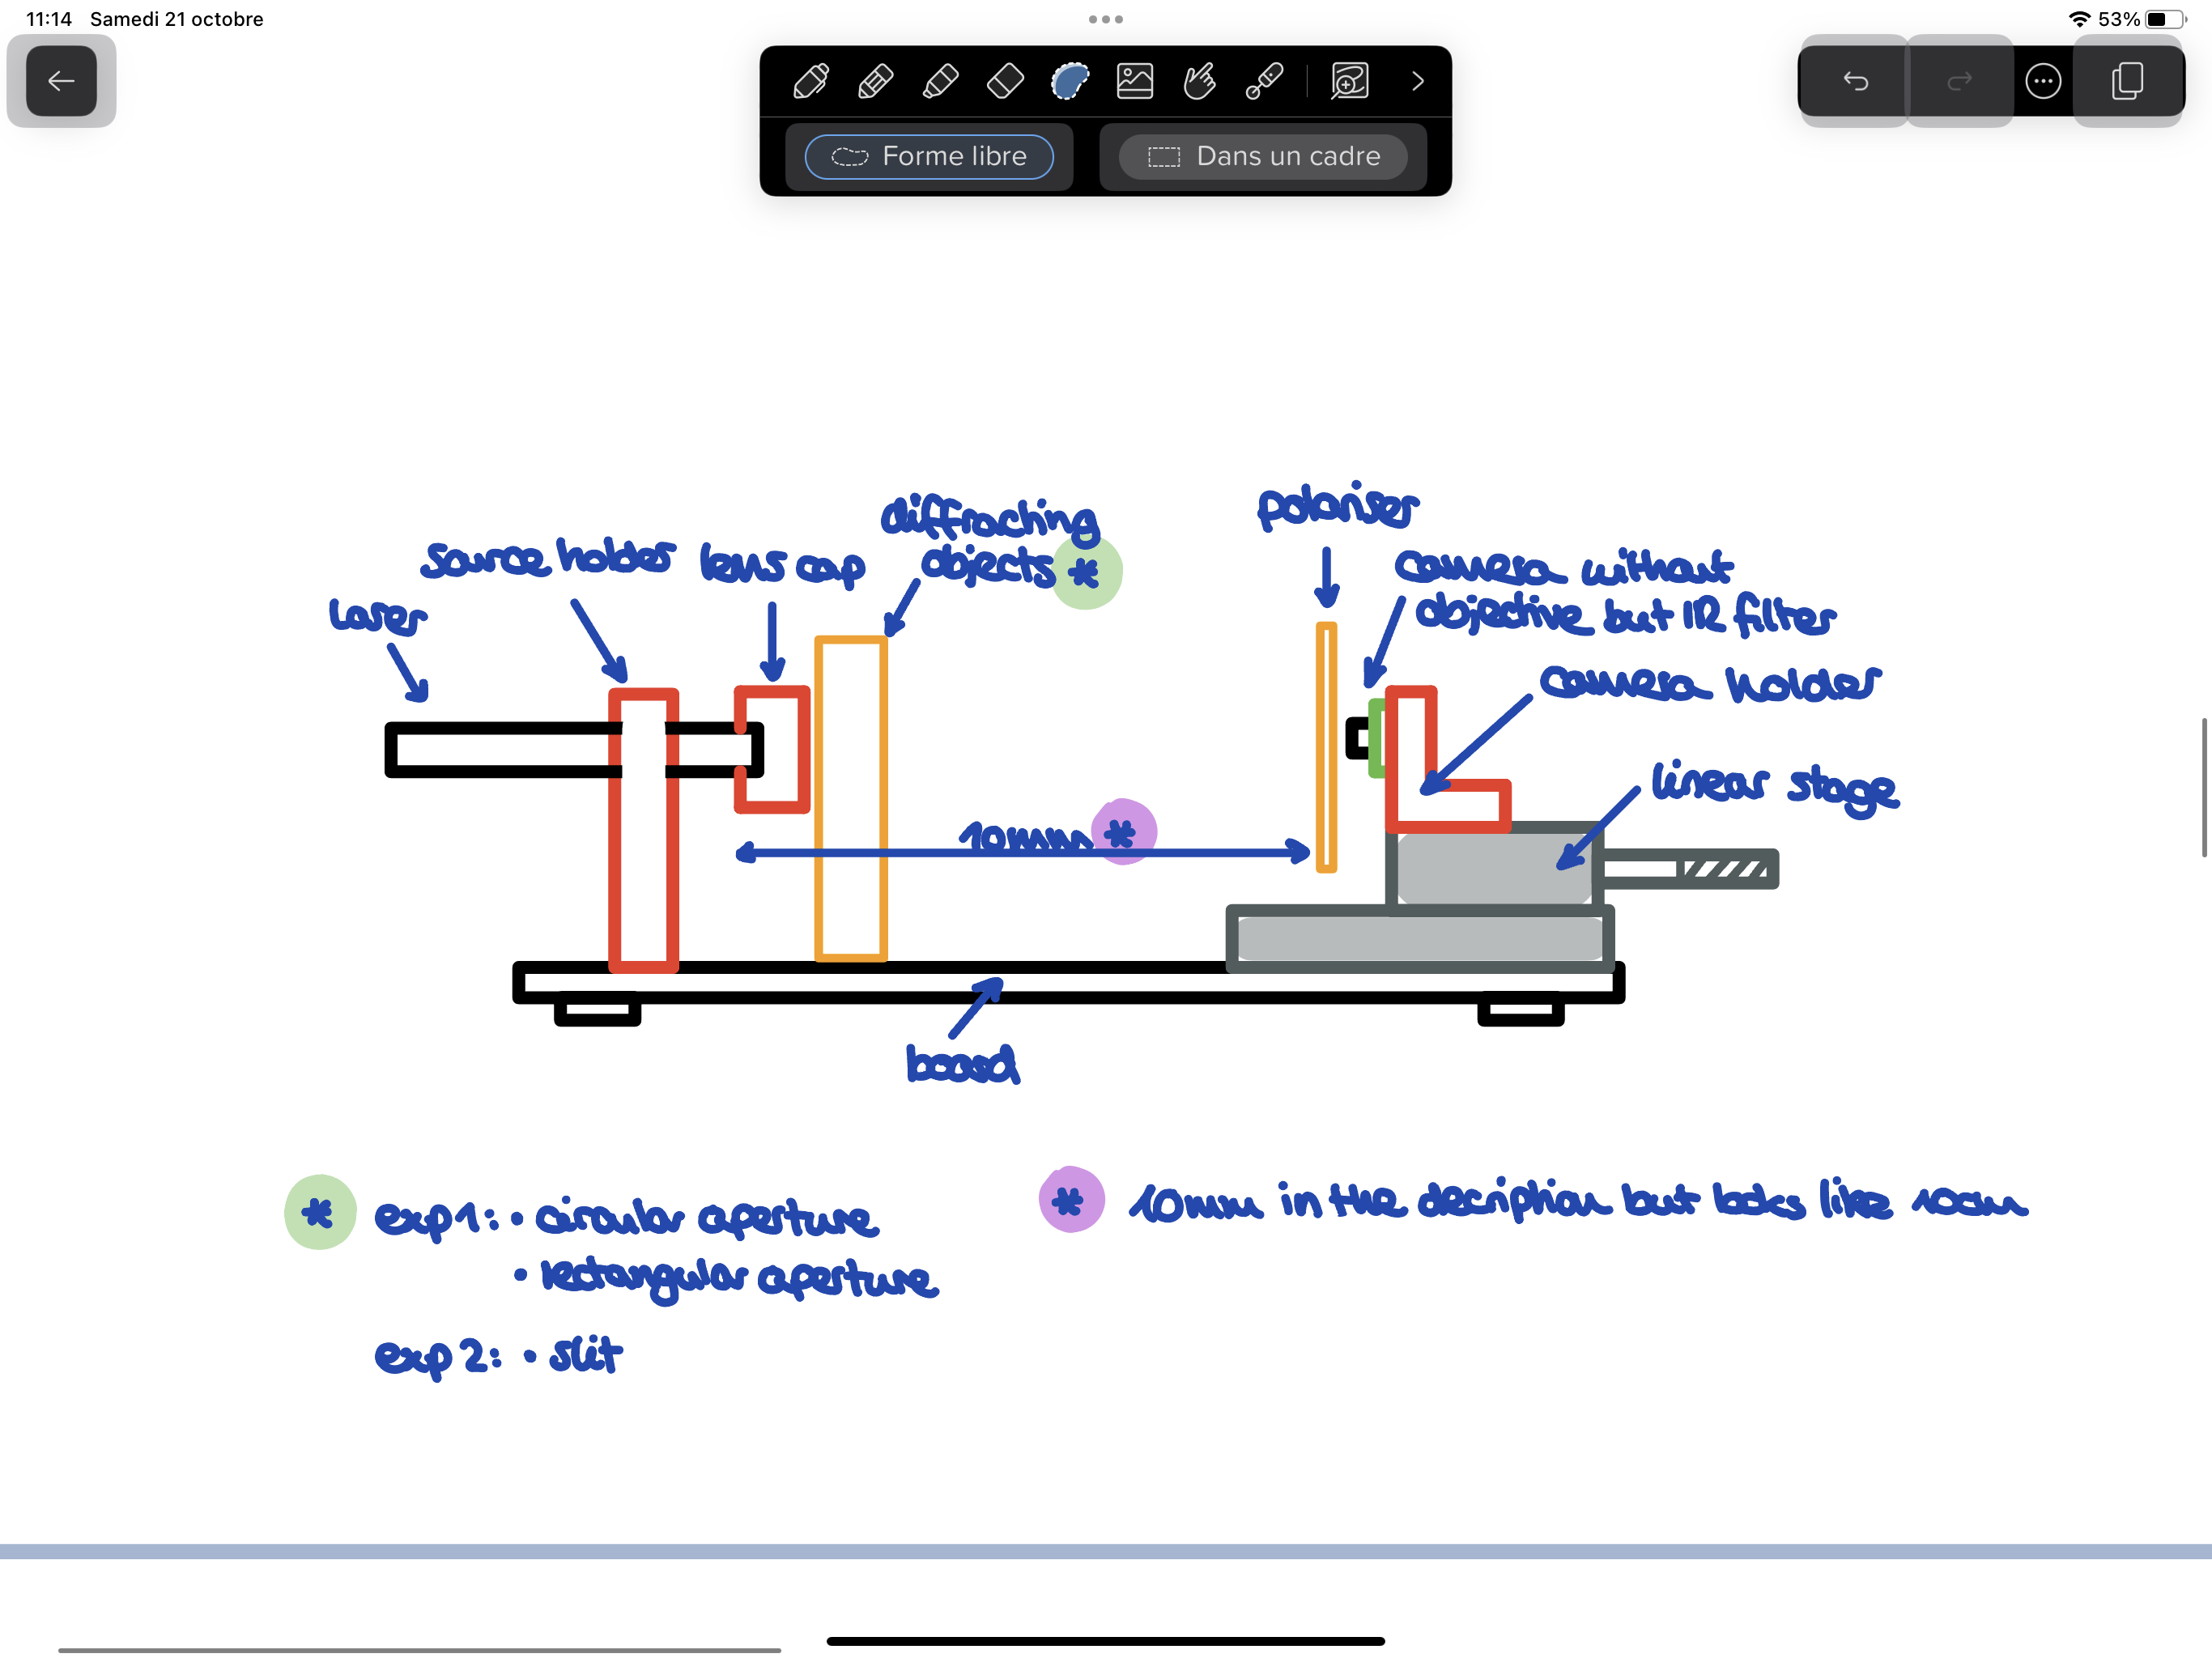 11:14 Samedi 21 octobre
53%
Forme libre
Dans un cadre
diffracting
objects *
polariser
source holder
lens cap
camera without
objective but IR filter
laser
camera holder
linear stage
10mm *
board
* exp 1: • circular aperture
• rectangular aperture
exp 2: • slit
* 10mm in the decription but looks like 10cm